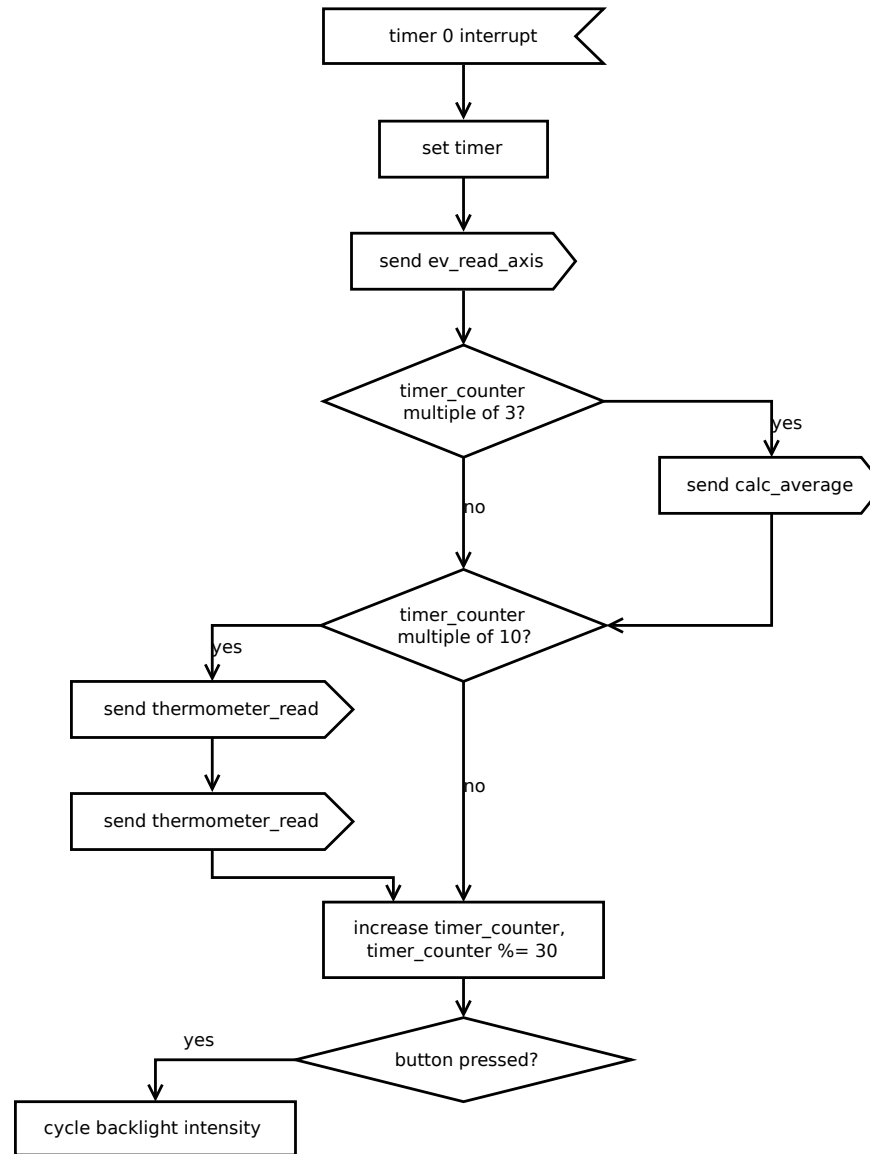 timer 0 interrupt
set timer
send ev_read_axis
timer_counter
multiple of 3?
yes
send calc_average
no
timer_counter
multiple of 10?
yes
send thermometer_read
no
send thermometer_read
increase timer_counter,
timer_counter %= 30
yes
button pressed?
cycle backlight intensity